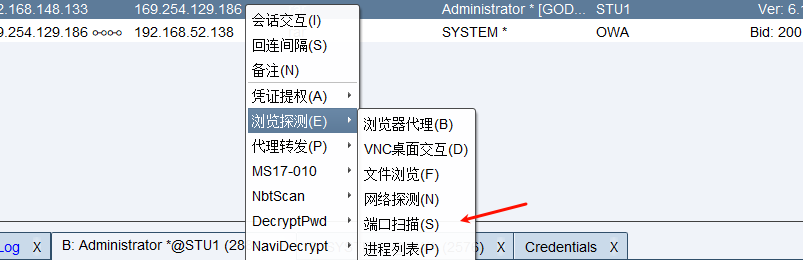 2.168.148.133 169.254.129.186 Administrator * [GOD... STU1 Ver: 6.1
9.254.129.186 192.168.52.138 SYSTEM * OWA Bid: 200
会话交互(I)
回连间隔(S)
备注(N)
凭证提权(A)
浏览探测(E)
代理转发(P)
MS17-010
NbtScan
DecryptPwd
NaviDecrypt
浏览器代理(B)
VNC桌面交互(D)
文件浏览(F)
网络探测(N)
端口扫描(S)
进程列表(P)
Log X B: Administrator *@STU1 (28 X Credentials X